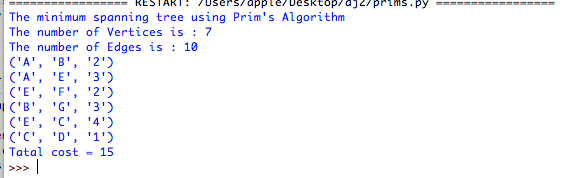 ================= RESTART: /Users/apple/Desktop/dj2/prims.py =================
The minimum spanning tree using Prim's Algorithm
The number of Vertices is : 7
The number of Edges is : 10
('A', 'B', '2')
('A', 'E', '3')
('E', 'F', '2')
('B', 'G', '3')
('E', 'C', '4')
('C', 'D', '1')
Tatal cost = 15
>>>